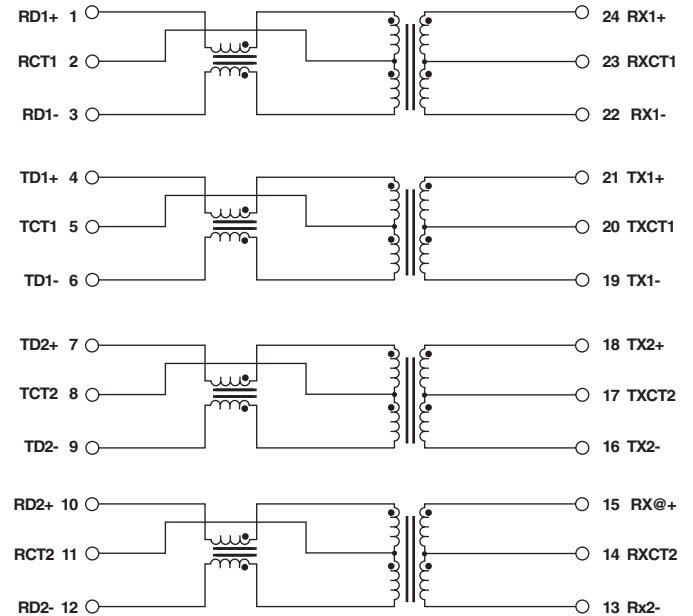 RD1+ 1
24 RX1+
RCT1 2
23 RXCT1
RD1- 3
22 RX1-
TD1+ 4
21 TX1+
TCT1 5
20 TXCT1
TD1- 6
19 TX1-
TD2+ 7
18 TX2+
TCT2 8
17 TXCT2
TD2- 9
16 TX2-
RD2+ 10
15 RX@+
RCT2 11
14 RXCT2
RD2- 12
13 Rx2-